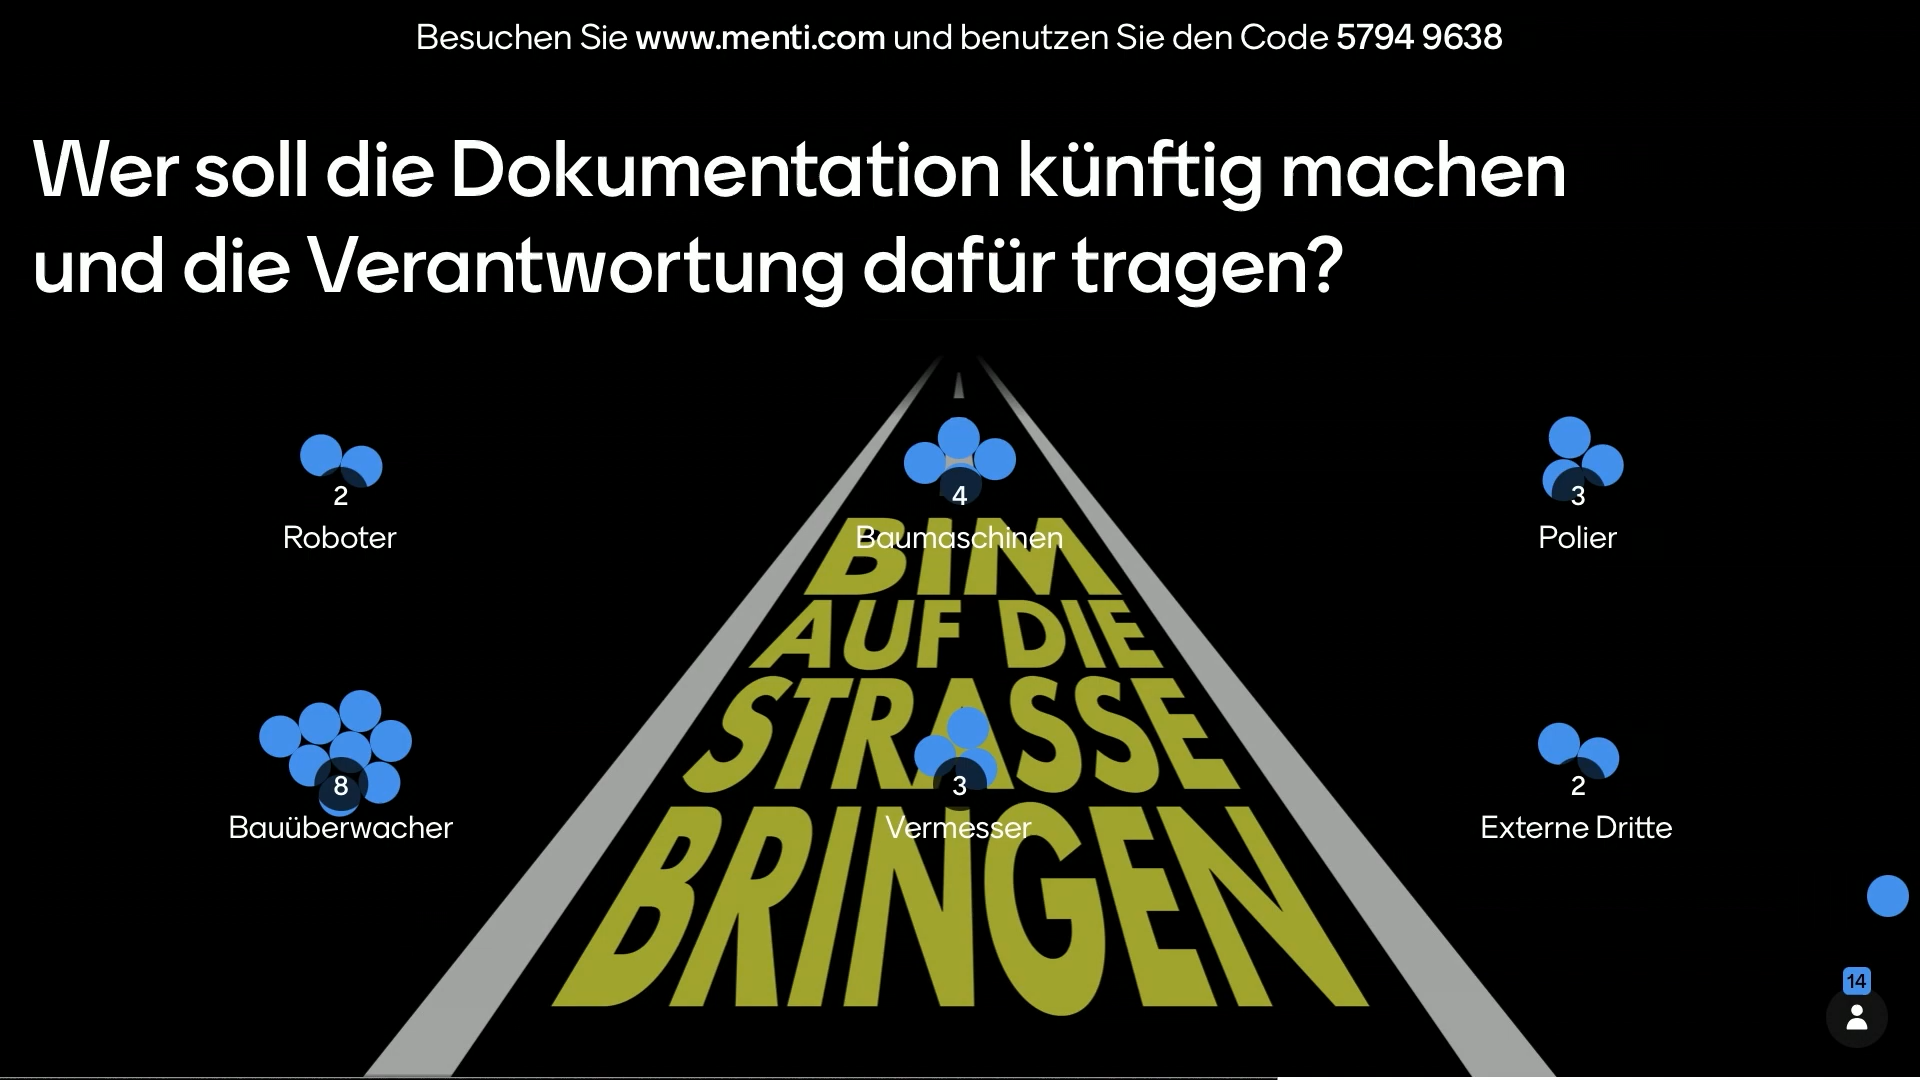 Besuchen Sie www.menti.com und benutzen Sie den Code 5794 9638
Wer soll die Dokumentation künftig machen
und die Verantwortung dafür tragen?
2
Roboter
4
Baumaschinen
3
Polier
BIM
AUF DIE
STRASSE
BRINGEN
8
Bauüberwacher
3
Vermesser
2
Externe Dritte
14